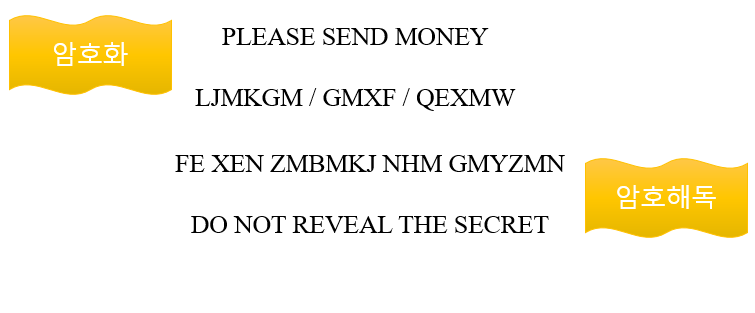 암호화
PLEASE SEND MONEY
LJMKGM / GMXF / QEXMW
FE XEN ZMBMKJ NHM GMYZMN
암호해독
DO NOT REVEAL THE SECRET